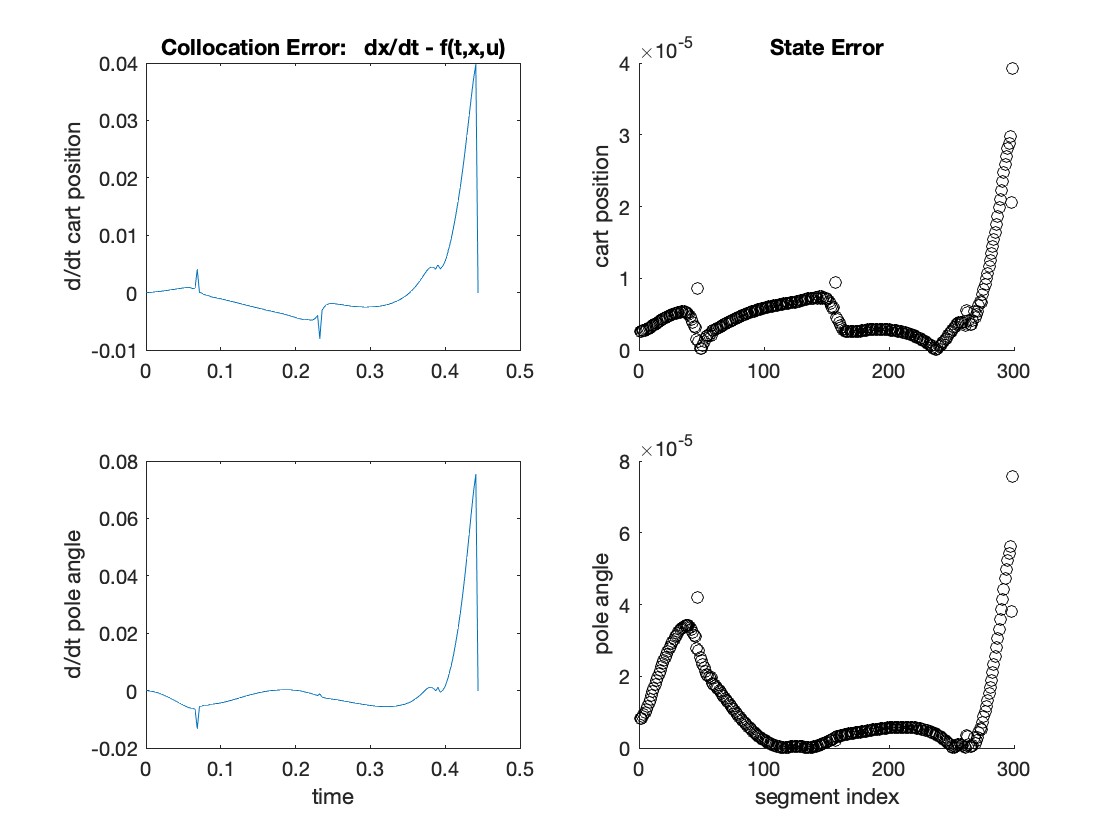 Collocation Error:   dx/dt - f(t,x,u)
d/dt cart position
0.04
0.03
0.02
0.01
0
-0.01
0 0.1 0.2 0.3 0.4 0.5
State Error
×10-5
cart position
4
3
2
1
0
0 100 200 300
d/dt pole angle
0.08
0.06
0.04
0.02
0
-0.02
0 0.1 0.2 0.3 0.4 0.5
time
×10-5
pole angle
8
6
4
2
0
0 100 200 300
segment index